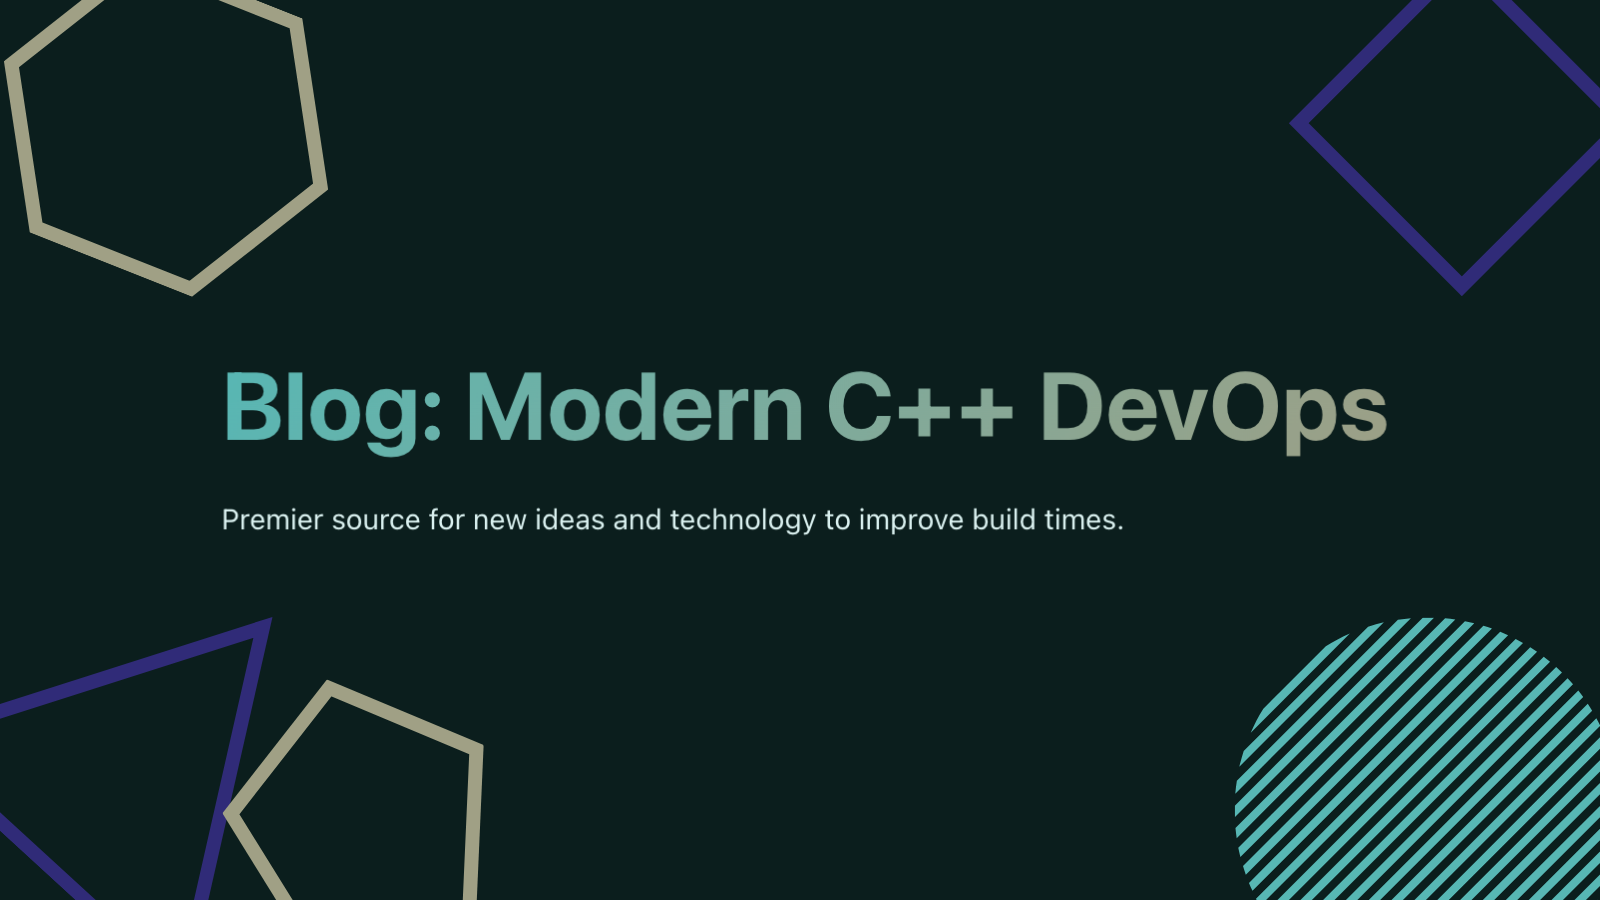 Blog: Modern C++ DevOps
Premier source for new ideas and technology to improve build times.